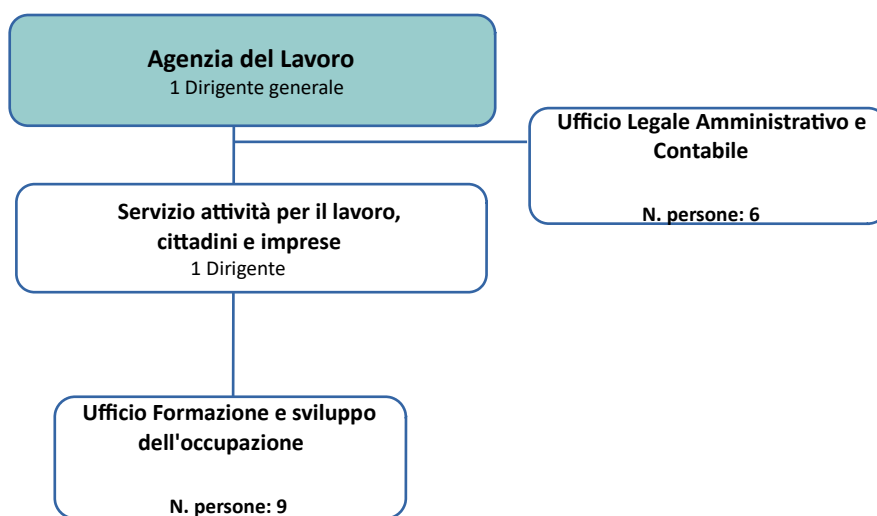 Agenzia del Lavoro
1 Dirigente generale
Ufficio Legale Amministrativo e
Contabile
N. persone: 6
Servizio attività per il lavoro,
cittadini e imprese
1 Dirigente
Ufficio Formazione e sviluppo
dell'occupazione
N. persone: 9